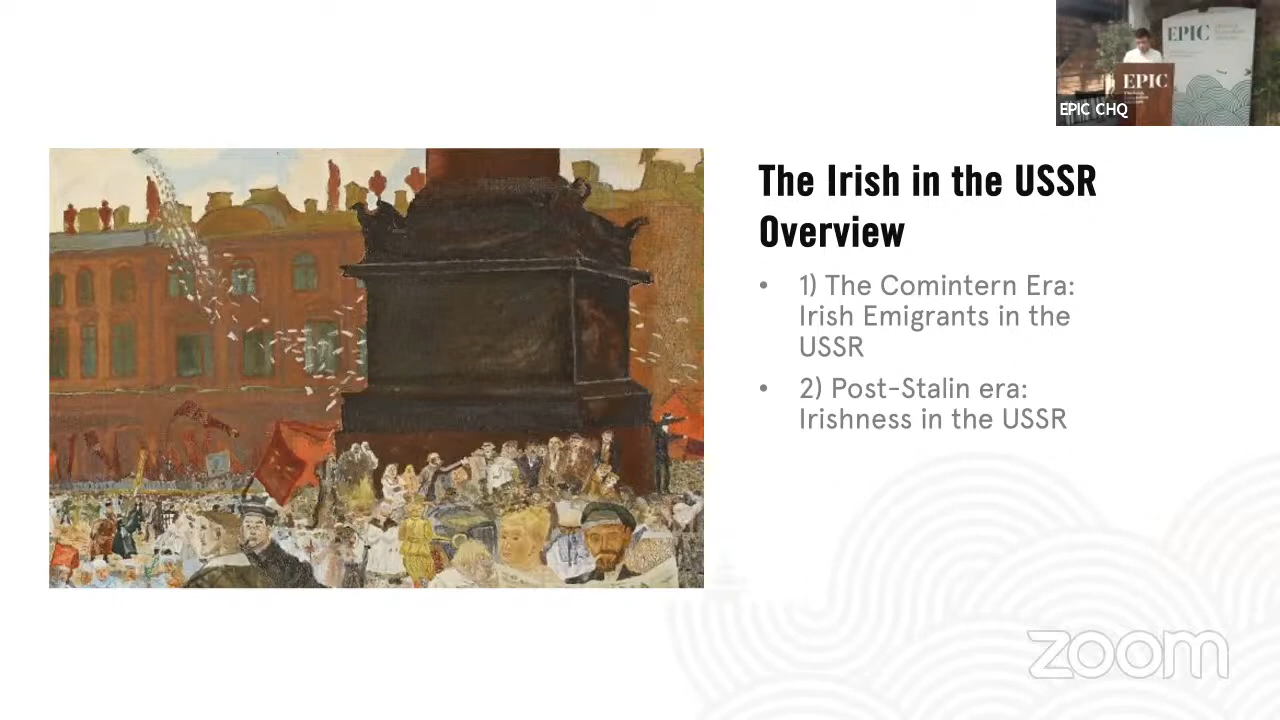 EPIC
EPIC
EPIC CHQ
The Irish in the USSR
Overview
• 1) The Comintern Era:
Irish Emigrants in the
USSR
• 2) Post-Stalin era:
Irishness in the USSR
zoom